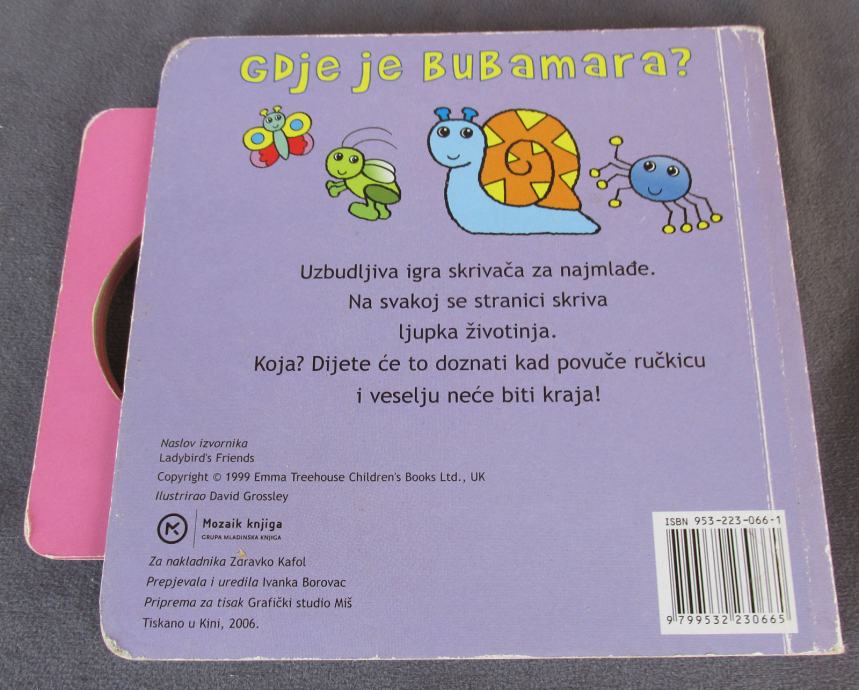 GDje je BuBamara?
Uzbudljiva igra skrivača za najmlađe.
Na svakoj se stranici skriva
ljupka životinja.
Koja? Dijete će to doznati kad povuče ručkicu
i veselju neće biti kraja!
Naslov izvornika
Ladybird's Friends
Copyright © 1999 Emma Treehouse Children's Books Ltd., UK
Ilustrirao David Grossley
Mozaik knjiga
GRUPA MLADINSKA KNJIGA
Za nakladnika Zdravko Kafol
Prepjevala i uredila Ivanka Borovac
Priprema za tisak Grafički studio Miš
Tiskano u Kini, 2006.
ISBN 953-223-066-1
9 799532 230665